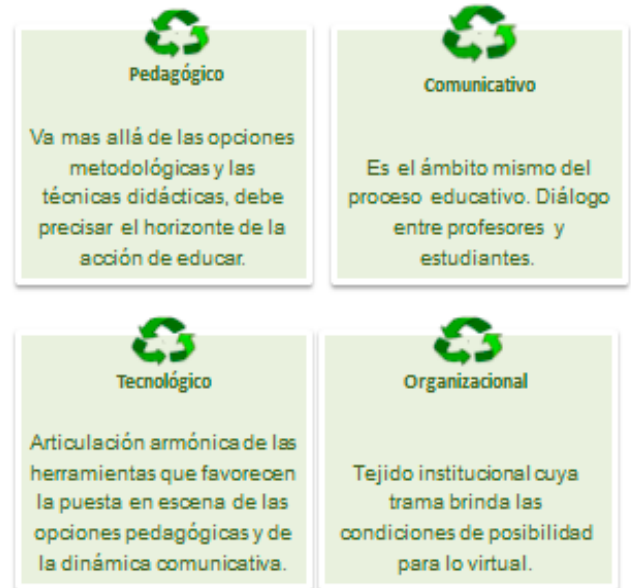 Pedagógico
Va mas allá de las opciones
metodológicas y las
técnicas didácticas, debe
precisar el horizonte de la
acción de educar.
Comunicativo
Es el ámbito mismo del
proceso educativo. Diálogo
entre profesores y
estudiantes.
Tecnológico
Articulación armónica de las
herramientas que favorecen
la puesta en escena de las
opciones pedagógicas y de
la dinámica comunicativa.
Organizacional
Tejido institucional cuya
trama brinda las
condiciones de posibilidad
para lo virtual.